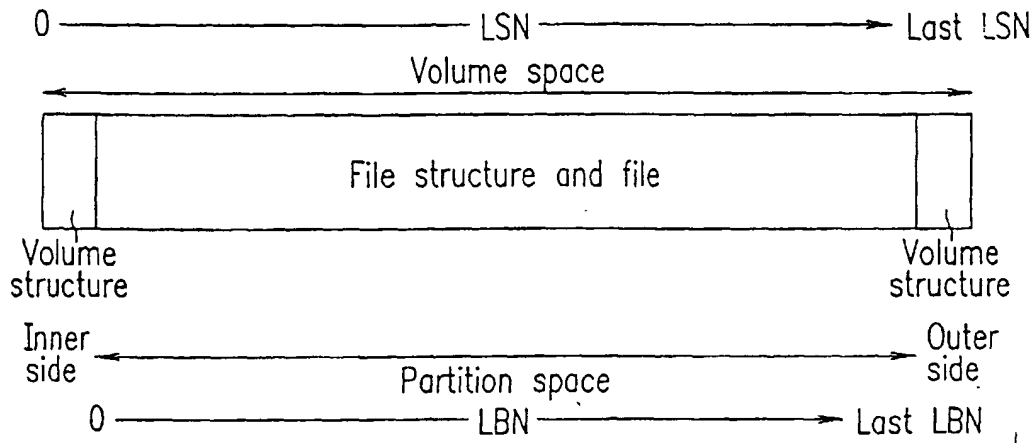 0 LSN Last LSN
Volume space
File structure and file
Volume structure
Volume structure
Inner side
Outer side
Partition space
0 LBN Last LBN